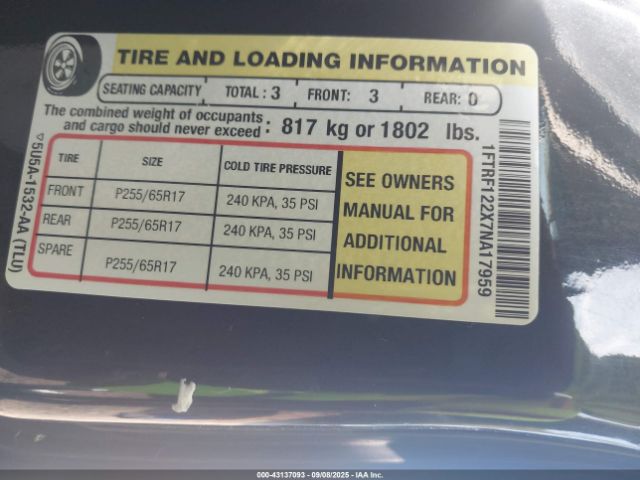 TIRE AND LOADING INFORMATION
SEATING CAPACITY TOTAL : 3 FRONT: 3 REAR: 0
The combined weight of occupants
and cargo should never exceed : 817 kg or 1802 lbs.
TIRE SIZE COLD TIRE PRESSURE
FRONT P255/65R17 240 KPA, 35 PSI
REAR P255/65R17 240 KPA, 35 PSI
SPARE P255/65R17 240 KPA, 35 PSI
SEE OWNERS
MANUAL FOR
ADDITIONAL
INFORMATION
5U5A-1532-AA (TLU)
1FTRF122X7NA17959
000-43137093 - 09/08/2025 - IAAI, Inc.